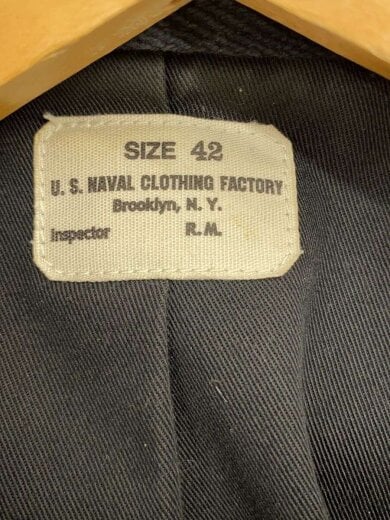 SIZE 42
U. S. NAVAL CLOTHING FACTORY
Brooklyn, N. Y.
Inspector R.M.